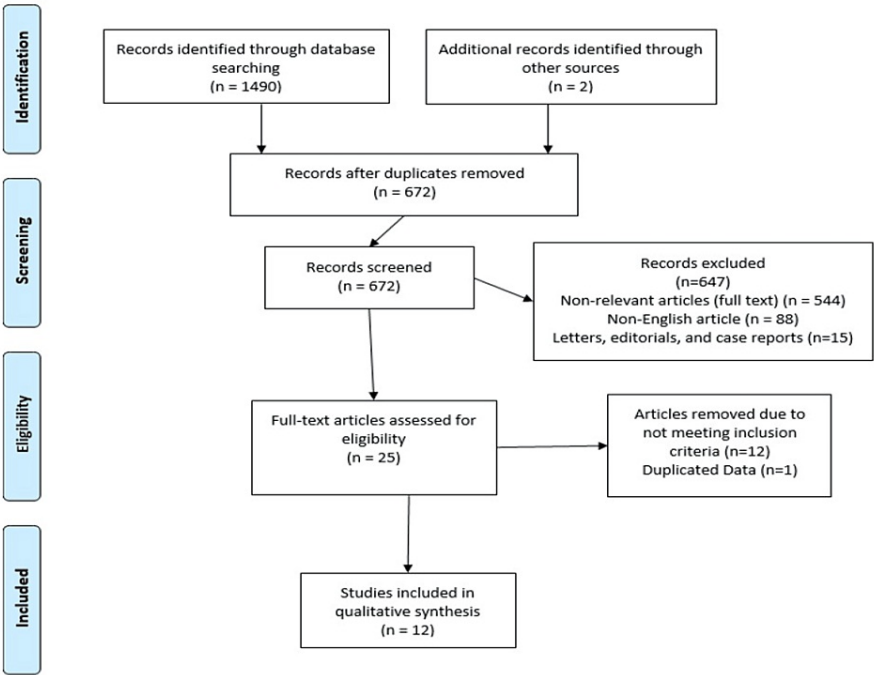 Identification
Records identified through database
searching
(n = 1490)
Additional records identified through
other sources
(n = 2)
Records after duplicates removed
(n = 672)
Screening
Records screened
(n = 672)
Records excluded
(n=647)
Non-relevant articles (full text) (n = 544)
Non-English article (n = 88)
Letters, editorials, and case reports (n=15)
Eligibility
Full-text articles assessed for
eligibility
(n = 25)
Articles removed due to
not meeting inclusion
criteria (n=12)
Duplicated Data (n=1)
Included
Studies included in
qualitative synthesis
(n = 12)